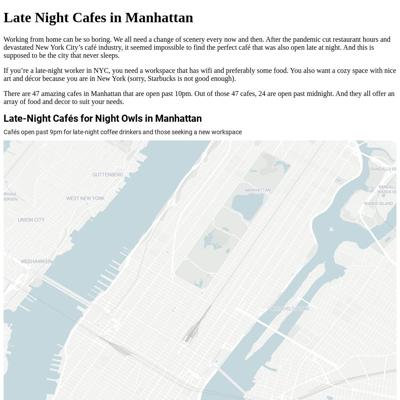 Late Night Cafes in Manhattan
Working from home can be so boring. We all need a change of scenery every now and then. After the pandemic cut restaurant hours and
devastated New York City's café industry, it seemed impossible to find the perfect café that was also open late at night. And this is
supposed to be the city that never sleeps.
If you're a late-night worker in NYC, you need a workspace that has wifi and preferably some food. You also want a cozy space with nice
art and décor because you are in New York (sorry, Starbucks is not good enough).
There are 47 amazing cafes in Manhattan that are open past 10pm. Out of those 47 cafes, 24 are open past midnight. And they all offer an
array of food and decor to suit your needs.
Late-Night Cafés for Night Owls in Manhattan
Cafés open past 9pm for late-night coffee drinkers and those seeking a new workspace
GUTTENBERG
MANHATTAN
WEST NEW YORK
UNION CITY
WEEHAWKEN